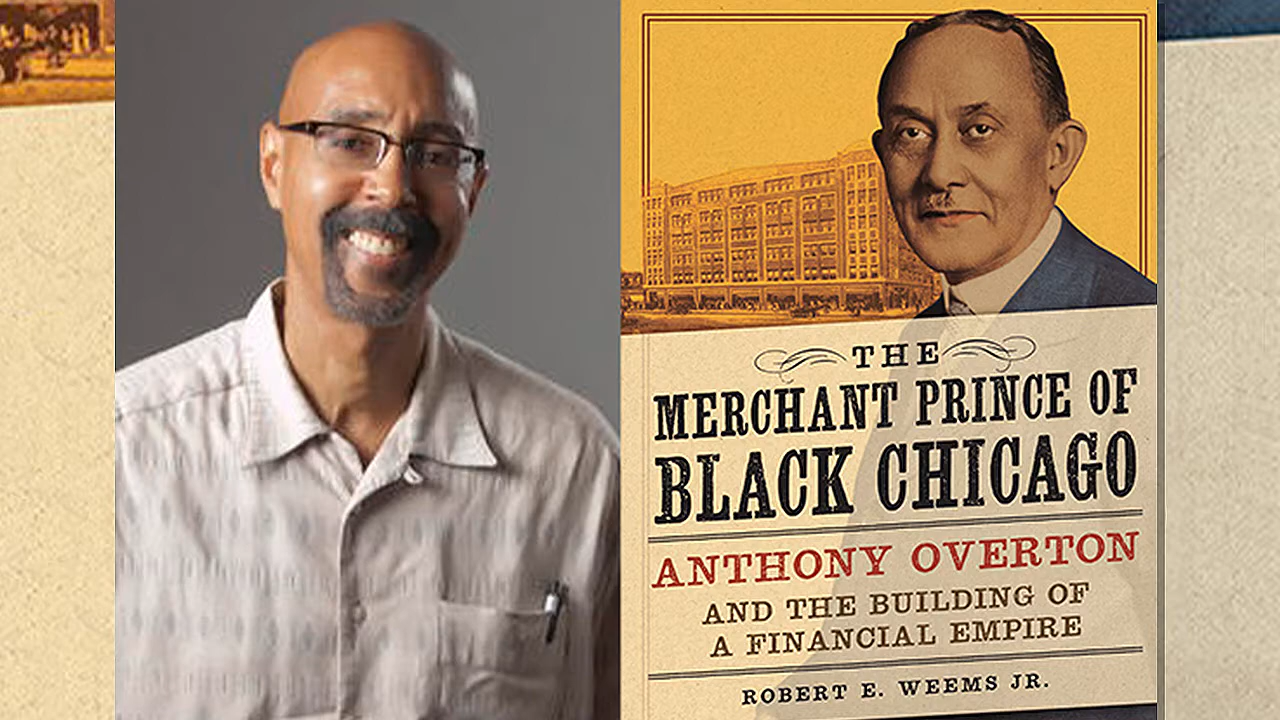 THE
MERCHANT PRINCE OF
BLACK CHICAGO
ANTHONY OVERTON
AND THE BUILDING OF
A FINANCIAL EMPIRE
ROBERT E. WEEMS JR.